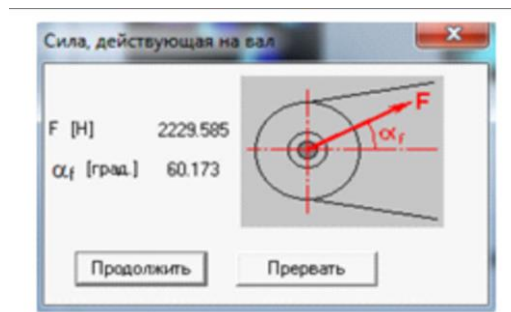 Сила, действующая на вал
F [Н] 2229.585
F
αf
αf [град.] 60.173
Продолжить Прервать